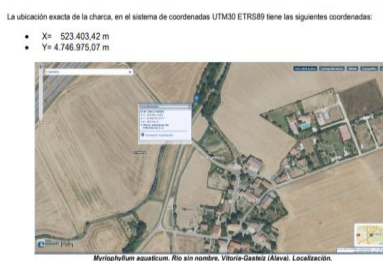 La ubicación exacta de la charca, en el sistema de coordenadas UTM30 ETRS89 tiene las siguientes coordenadas:
• X= 523.403,42 m
• Y= 4.746.975,07 m
Myriophyllum aquaticum. Río sin nombre. Vitoria-Gasteiz (Álava). Localización.